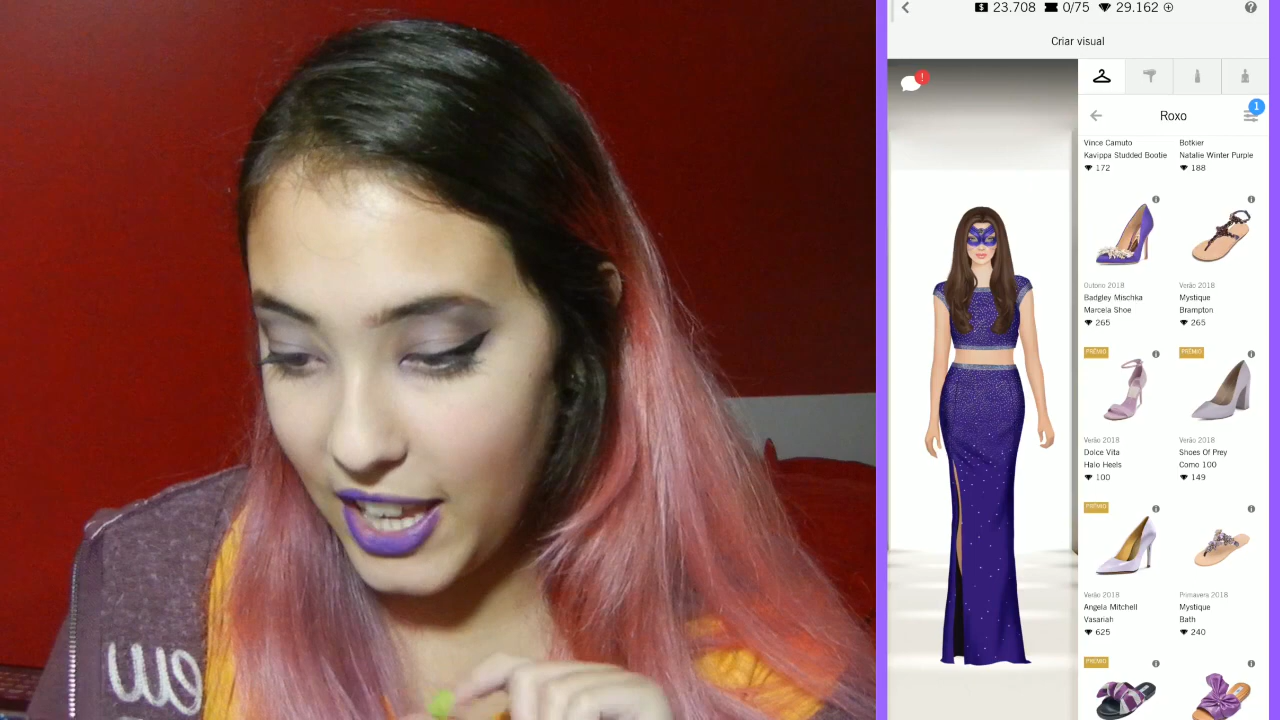 23.708 0/75 29.162
Criar visual
1
Roxo
Vince Camuto
Kavippa Studded Bootie
172
Botkier
Natalie Winter Purple
188
Outono 2018
Badgley Mischka
Marcela Shoe
265
Verão 2018
Mystique
Brampton
265
PRÊMIO
Verão 2018
Dolce Vita
Halo Heels
100
PRÊMIO
Verão 2018
Shoes Of Prey
Como 100
149
PRÊMIO
Verão 2018
Angela Mitchell
Vasariah
625
Primavera 2018
Mystique
Bath
240
PRÊMIO